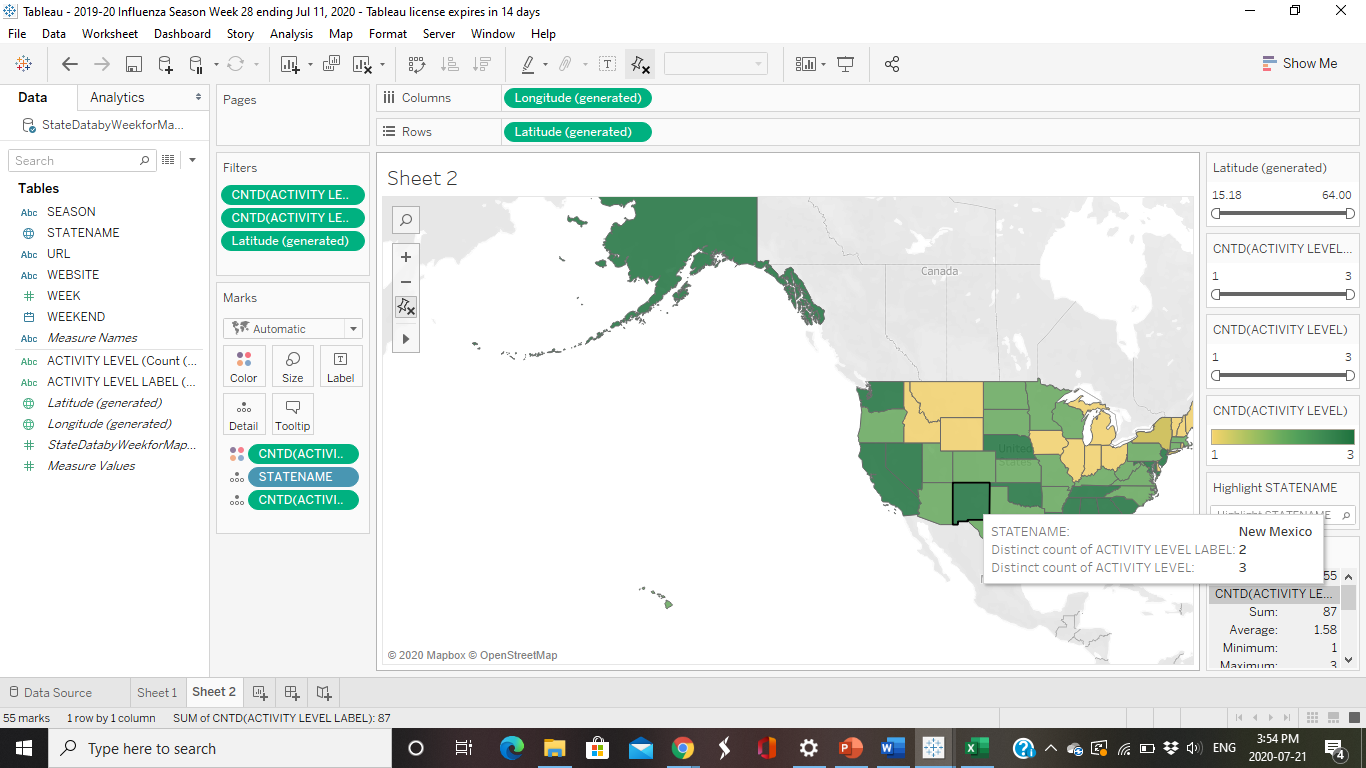 Tableau - 2019-20 Influenza Season Week 28 ending Jul 11, 2020 - Tableau license expires in 14 days
File Data Worksheet Dashboard Story Analysis Map Format Server Window Help
Show Me
Data Analytics
StateDatabyWeekforMa...
Search
Tables
Abc SEASON
STATENAME
Abc URL
Abc WEBSITE
WEEK
WEEKEND
Abc Measure Names
Abc ACTIVITY LEVEL (Count (...
Abc ACTIVITY LEVEL LABEL (...
Latitude (generated)
Longitude (generated)
StateDatabyWeekforMap...
Measure Values
Pages
Filters
CNTD(ACTIVITY LE..
CNTD(ACTIVITY LE..
Latitude (generated)
Marks
Automatic
Color Size Label
Detail Tooltip
CNTD(ACTIVI..
STATENAME
CNTD(ACTIVI..
Columns Longitude (generated)
Rows Latitude (generated)
Sheet 2
Canada
United
STATENAME: New Mexico
Distinct count of ACTIVITY LEVEL LABEL: 2
Distinct count of ACTIVITY LEVEL: 3
© 2020 Mapbox © OpenStreetMap
Latitude (generated)
15.18 64.00
CNTD(ACTIVITY LEVEL...
1 3
CNTD(ACTIVITY LEVEL)
1 3
CNTD(ACTIVITY LEVEL)
1 3
Highlight STATENAME
Highlight STATENAME
55
CNTD(ACTIVITY LE...
Sum: 87
Average: 1.58
Minimum: 1
Maximum: 3
Data Source Sheet 1 Sheet 2
55 marks 1 row by 1 column SUM of CNTD(ACTIVITY LEVEL LABEL): 87
Type here to search
ENG
3:54 PM
2020-07-21
4